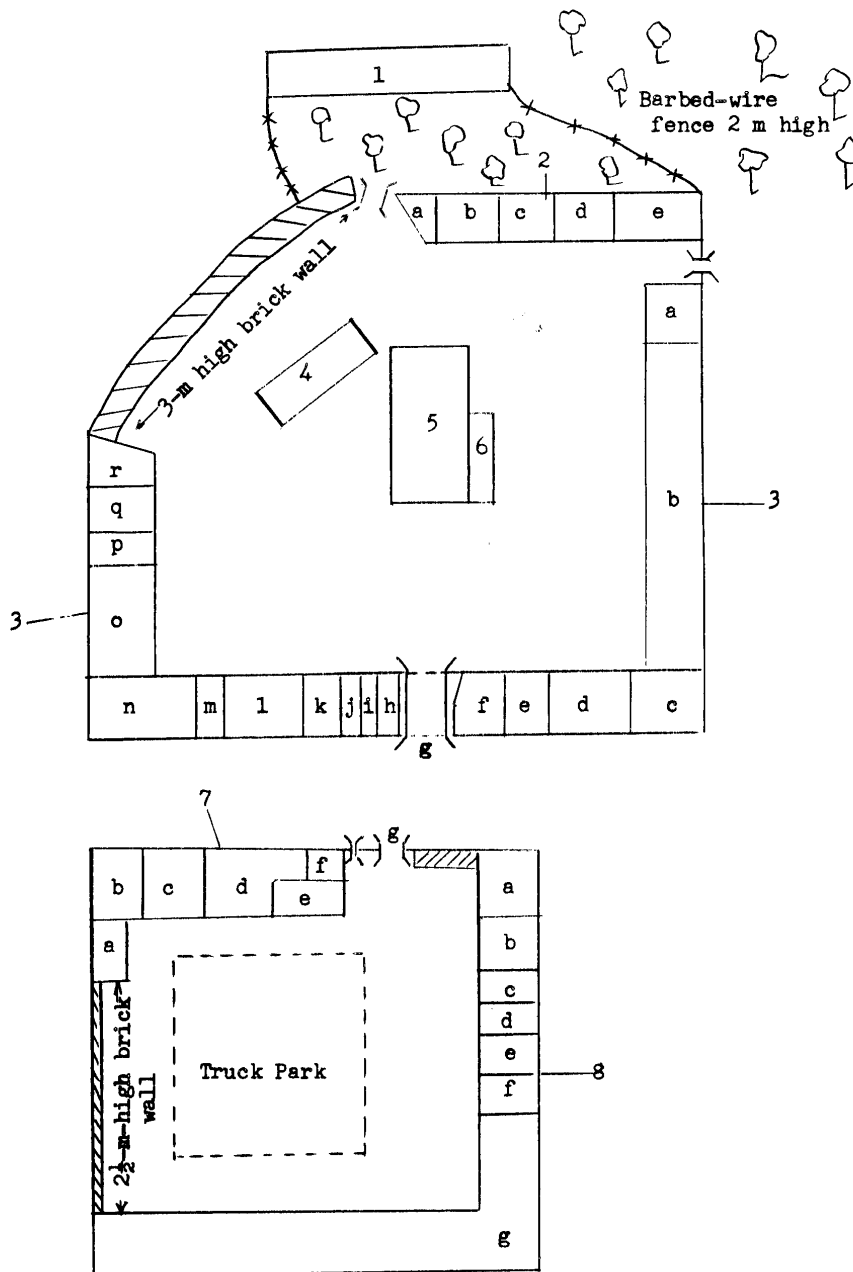 1
Barbed-wire
fence 2 m high
2
a b c d e
3-m high brick wall
a
4
5
6
b
3
r
q
p
o
3
n m l k j i h g f e d c
7
g
b c d f
e
a
a
b
c
d
e
f
8
2½-m-high brick
wall
Truck Park
g